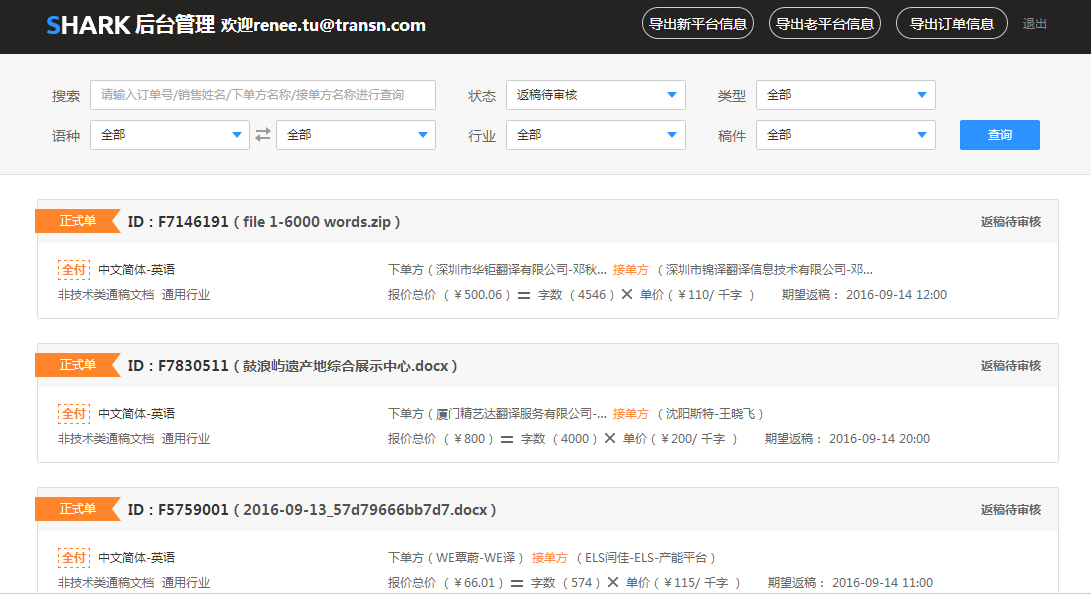 SHARK 后台管理 欢迎renee.tu@transn.com 导出新平台信息 导出老平台信息 导出订单信息 退出
搜索 请输入订单号/销售姓名/下单方名称/接单方名称进行查询 状态 返稿待审核 类型 全部
语种 全部 全部 行业 全部 稿件 全部 查询
正式单 ID：F7146191（file 1-6000 words.zip） 返稿待审核
全付 中文简体-英语 下单方（深圳市华钜翻译有限公司-邓秋... 接单方 （深圳市锦译翻译信息技术有限公司-邓...
非技术类通稿文档 通用行业 报价总价 （￥500.06） = 字数 （4546） × 单价（￥110/ 千字 ） 期望返稿： 2016-09-14 12:00
正式单 ID：F7830511（鼓浪屿遗产地综合展示中心.docx） 返稿待审核
全付 中文简体-英语 下单方（厦门精艺达翻译服务有限公司-... 接单方 （沈阳斯特-王晓飞）
非技术类通稿文档 通用行业 报价总价 （￥800） = 字数 （4000） × 单价（￥200/ 千字 ） 期望返稿： 2016-09-14 20:00
正式单 ID：F5759001（2016-09-13_57d79666bb7d7.docx） 返稿待审核
全付 中文简体-英语 下单方（WE覃蔚-WE译） 接单方 （ELS闫佳-ELS-产能平台）
非技术类通稿文档 通用行业 报价总价 （￥66.01） = 字数 （574） × 单价（￥115/ 千字 ） 期望返稿： 2016-09-14 11:00